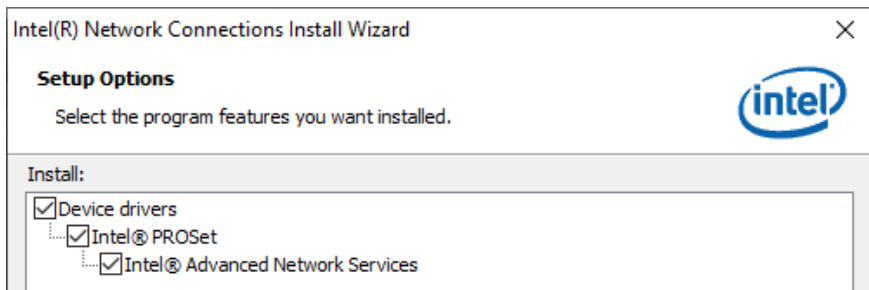 Intel(R) Network Connections Install Wizard
Setup Options
Select the program features you want installed.
intel
Install:
Device drivers
Intel® PROSet
Intel® Advanced Network Services